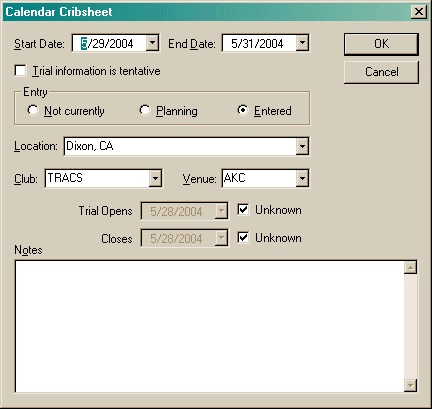 Calendar Cribsheet
Start Date: 5/29/2004 End Date: 5/31/2004 OK
Trial information is tentative Cancel
Entry
Not currently Planning Entered
Location: Dixon, CA
Club: TRACS Venue: AKC
Trial Opens 5/28/2004 Unknown
Closes 5/28/2004 Unknown
Notes